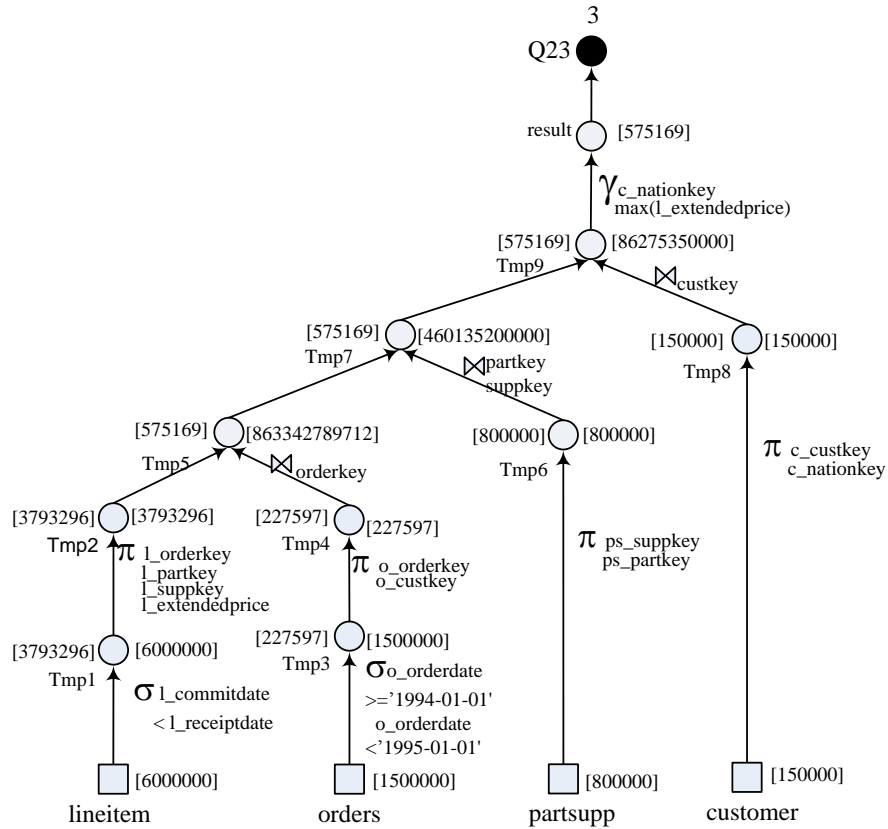 3
Q23
result [575169]
γ c_nationkey
max(l_extendedprice)
[575169] [86275350000]
Tmp9
⋈ custkey
[575169] [460135200000]
Tmp7
⋈ partkey
suppkey
[150000] [150000]
Tmp8
[575169] [863342789712]
Tmp5
⋈ orderkey
[800000] [800000]
Tmp6
π c_custkey
c_nationkey
[3793296] [3793296]
Tmp2
[227597] [227597]
Tmp4
π l_orderkey
l_partkey
l_suppkey
l_extendedprice
π o_orderkey
o_custkey
π ps_suppkey
ps_partkey
[3793296] [6000000]
Tmp1
[227597] [1500000]
Tmp3
σ l_commitdate
< l_receiptdate
σ o_orderdate
>='1994-01-01'
o_orderdate
<'1995-01-01'
[6000000] [1500000] [800000] [150000]
lineitem orders partsupp customer